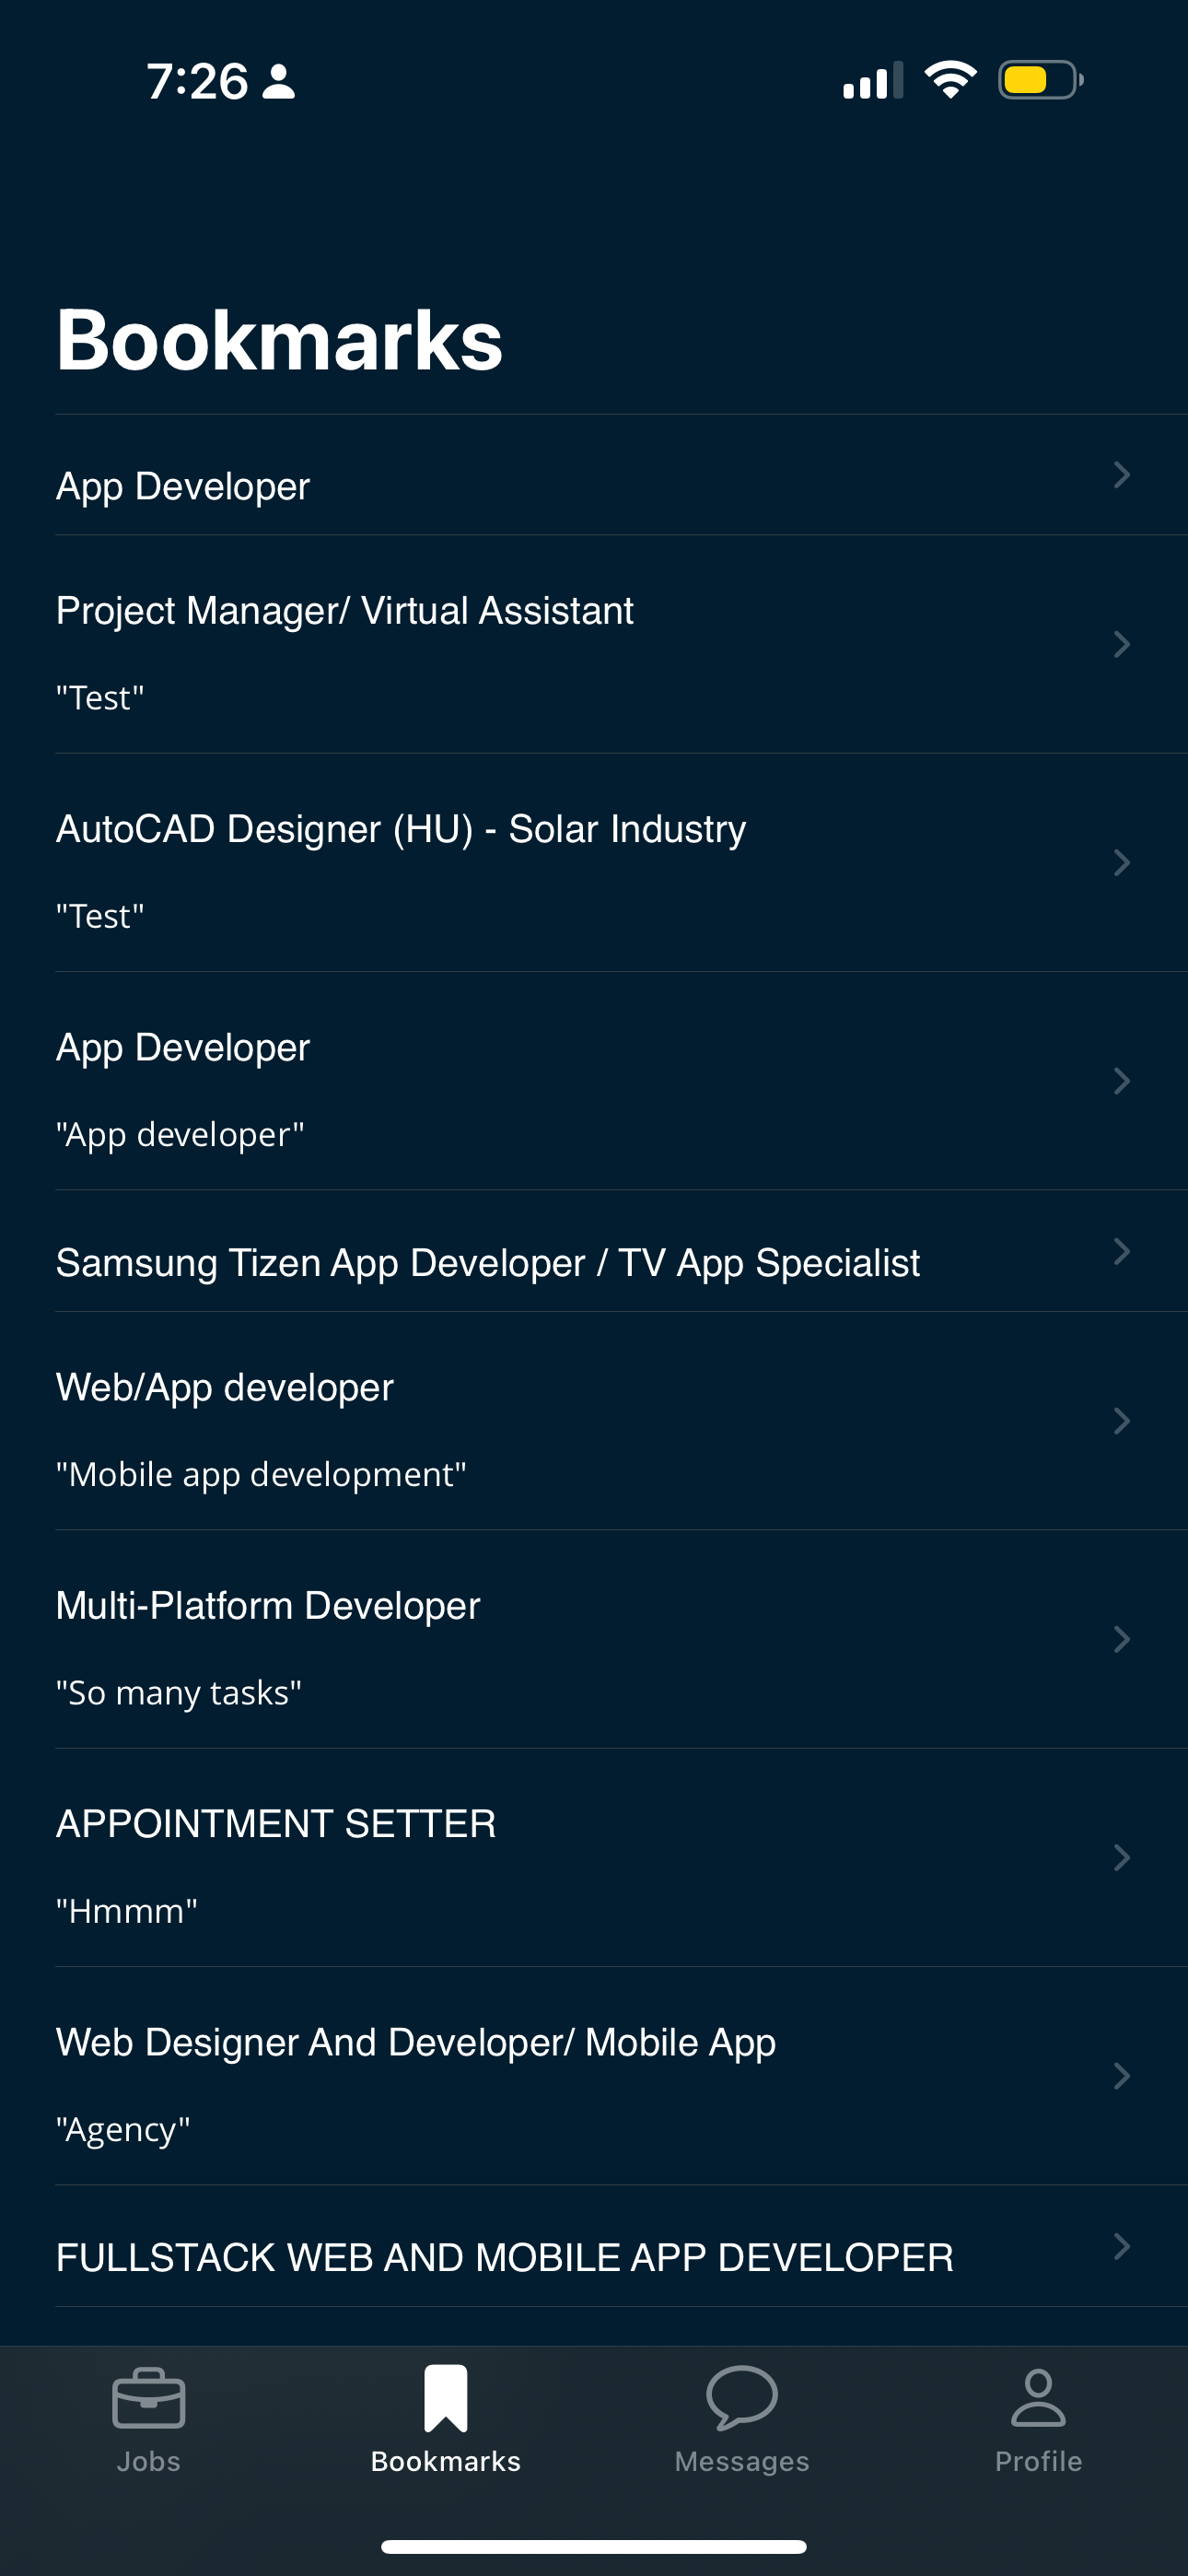 7:26
Bookmarks
App Developer
Project Manager/ Virtual Assistant
"Test"
AutoCAD Designer (HU) - Solar Industry
"Test"
App Developer
"App developer"
Samsung Tizen App Developer / TV App Specialist
Web/App developer
"Mobile app development"
Multi-Platform Developer
"So many tasks"
APPOINTMENT SETTER
"Hmmm"
Web Designer And Developer/ Mobile App
"Agency"
FULLSTACK WEB AND MOBILE APP DEVELOPER
Jobs Bookmarks Messages Profile